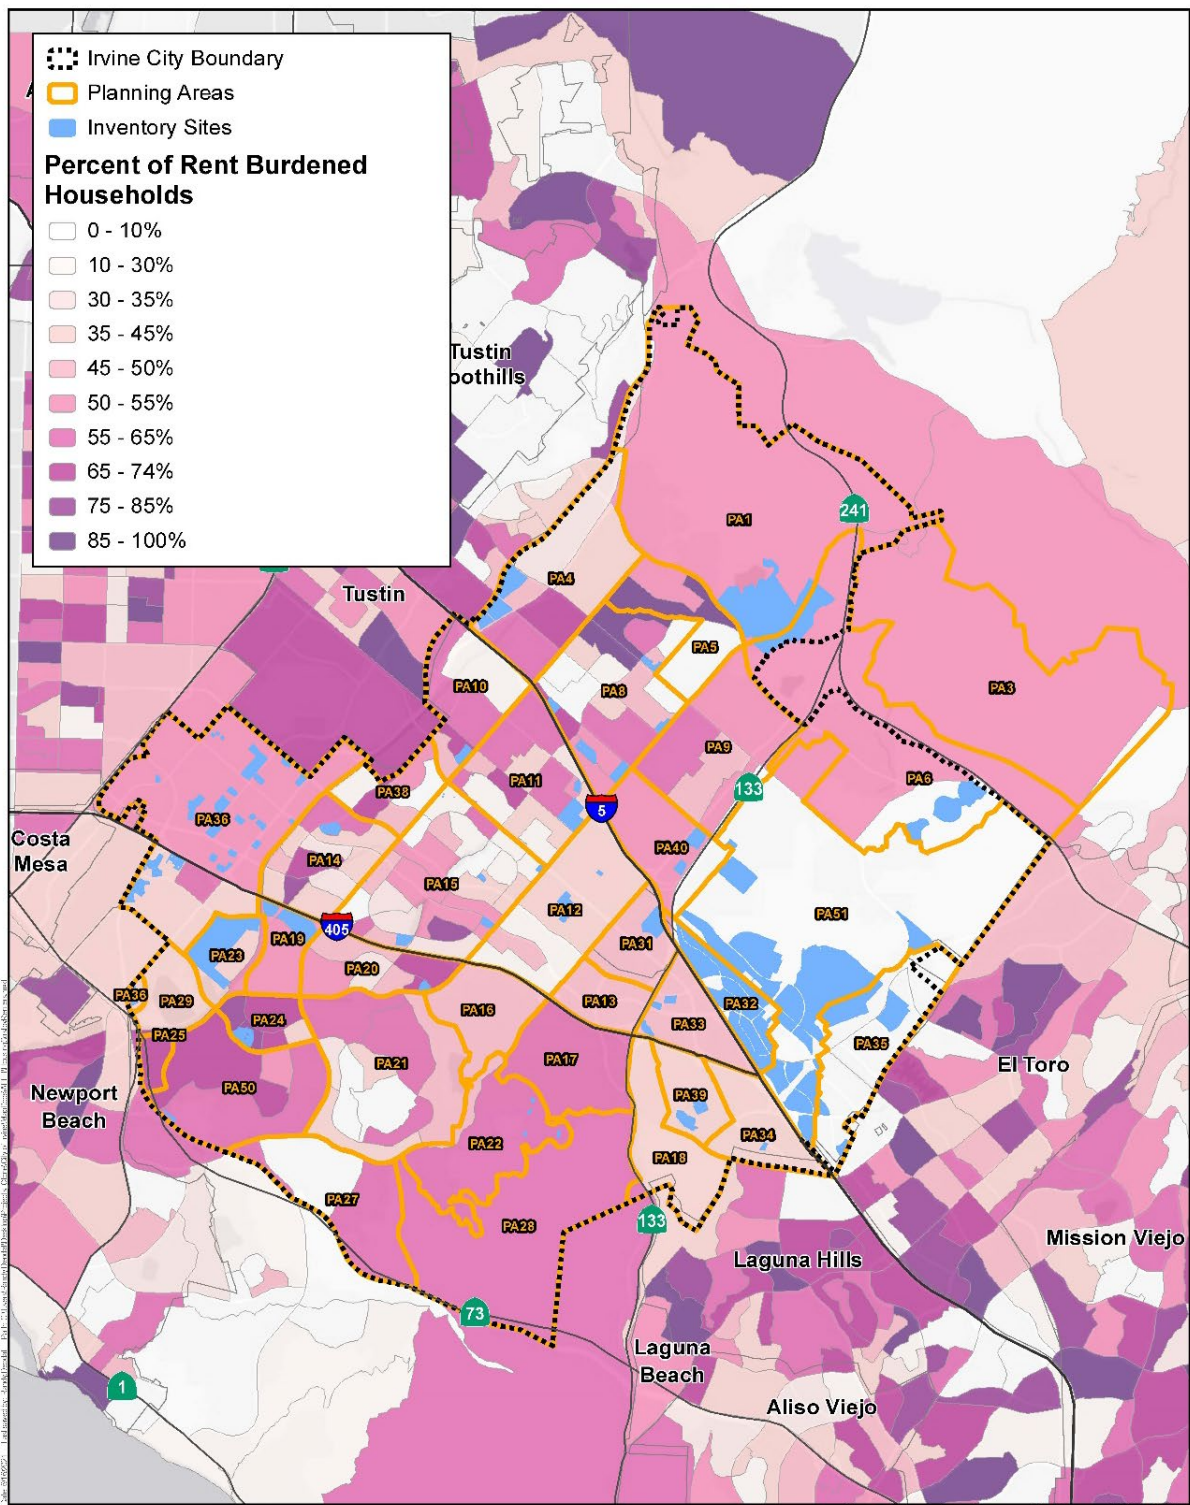 Irvine City Boundary
Planning Areas
Inventory Sites
Percent of Rent Burdened
Households
0 - 10%
10 - 30%
30 - 35%
35 - 45%
45 - 50%
50 - 55%
55 - 65%
65 - 74%
75 - 85%
85 - 100%
Tustin
oothills
PA1
241
PA4
Tustin
PA5
PA10
PA8
PA3
PA9
PA6
PA11
133
PA38
5
PA36
Costa
Mesa
PA40
PA14
PA15
PA12
PA51
405
PA19
PA31
PA23
PA20
PA36
PA29
PA16
PA13
PA32
PA24
PA33
PA25
PA35
PA21
PA17
El Toro
PA50
Newport
Beach
PA39
PA22
PA34
PA18
PA27
PA28
133
Mission Viejo
Laguna Hills
73
Laguna
Beach
1
Aliso Viejo